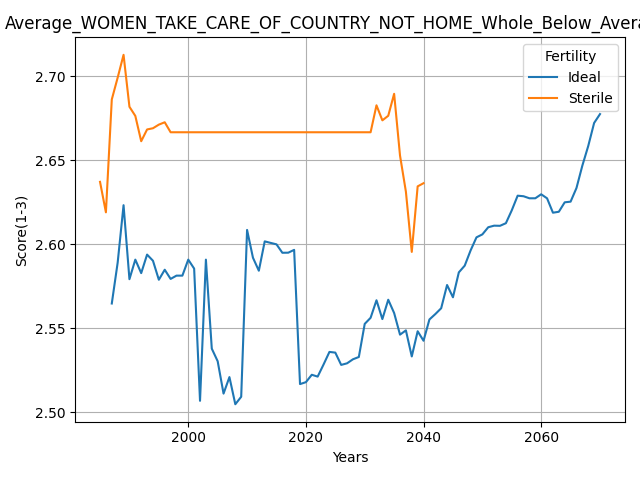 Average_WOMEN_TAKE_CARE_OF_COUNTRY_NOT_HOME_Whole_Below_Avera
Fertility
Ideal
Sterile
2.70
2.65
2.60
2.55
2.50
Score(1-3)
2000 2020 2040 2060
Years